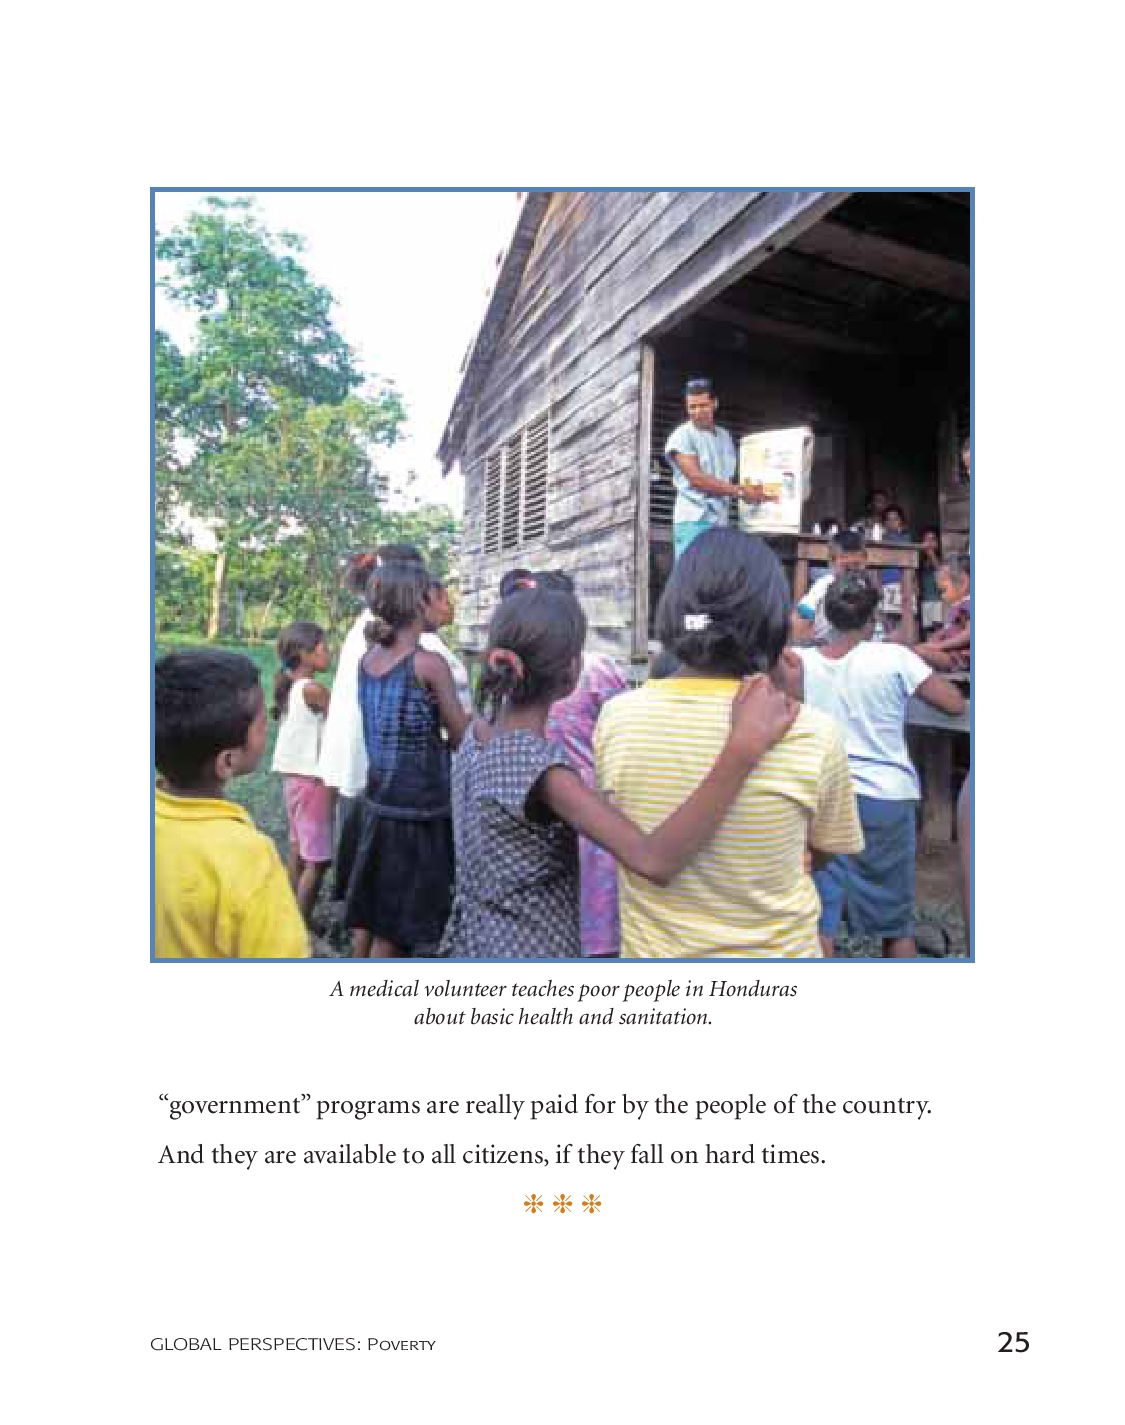 A medical volunteer teaches poor people in Honduras
about basic health and sanitation.
“government” programs are really paid for by the people of the country.
And they are available to all citizens, if they fall on hard times.
❉ ❉ ❉
GLOBAL PERSPECTIVES: Poverty
25